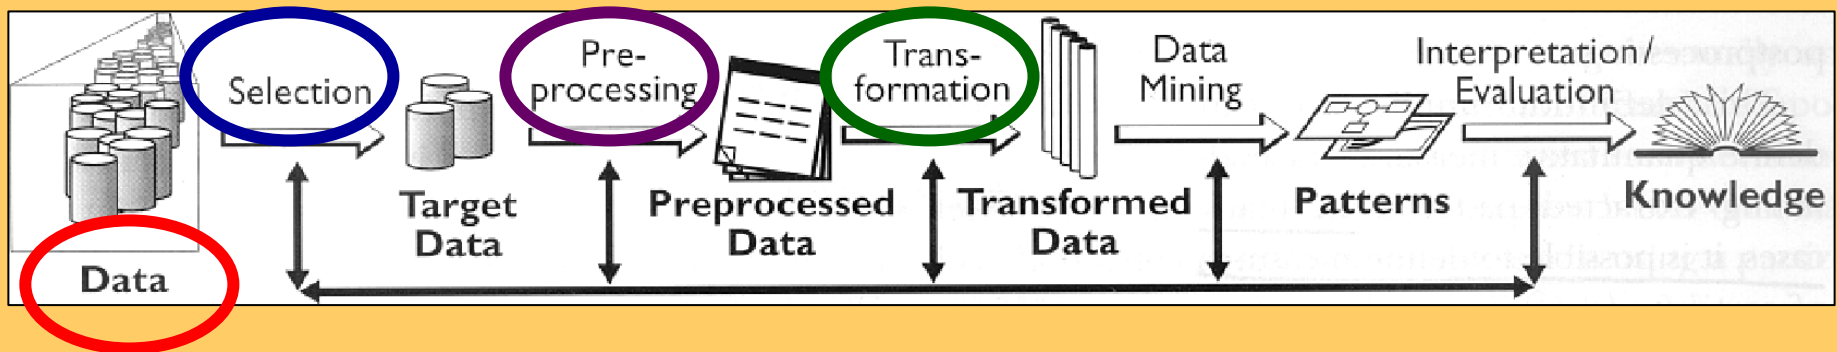 Selection
Pre-
processing
Trans-
formation
Data
Mining
Interpretation/
Evaluation
Data
Target
Data
Preprocessed
Data
Transformed
Data
Patterns
Knowledge